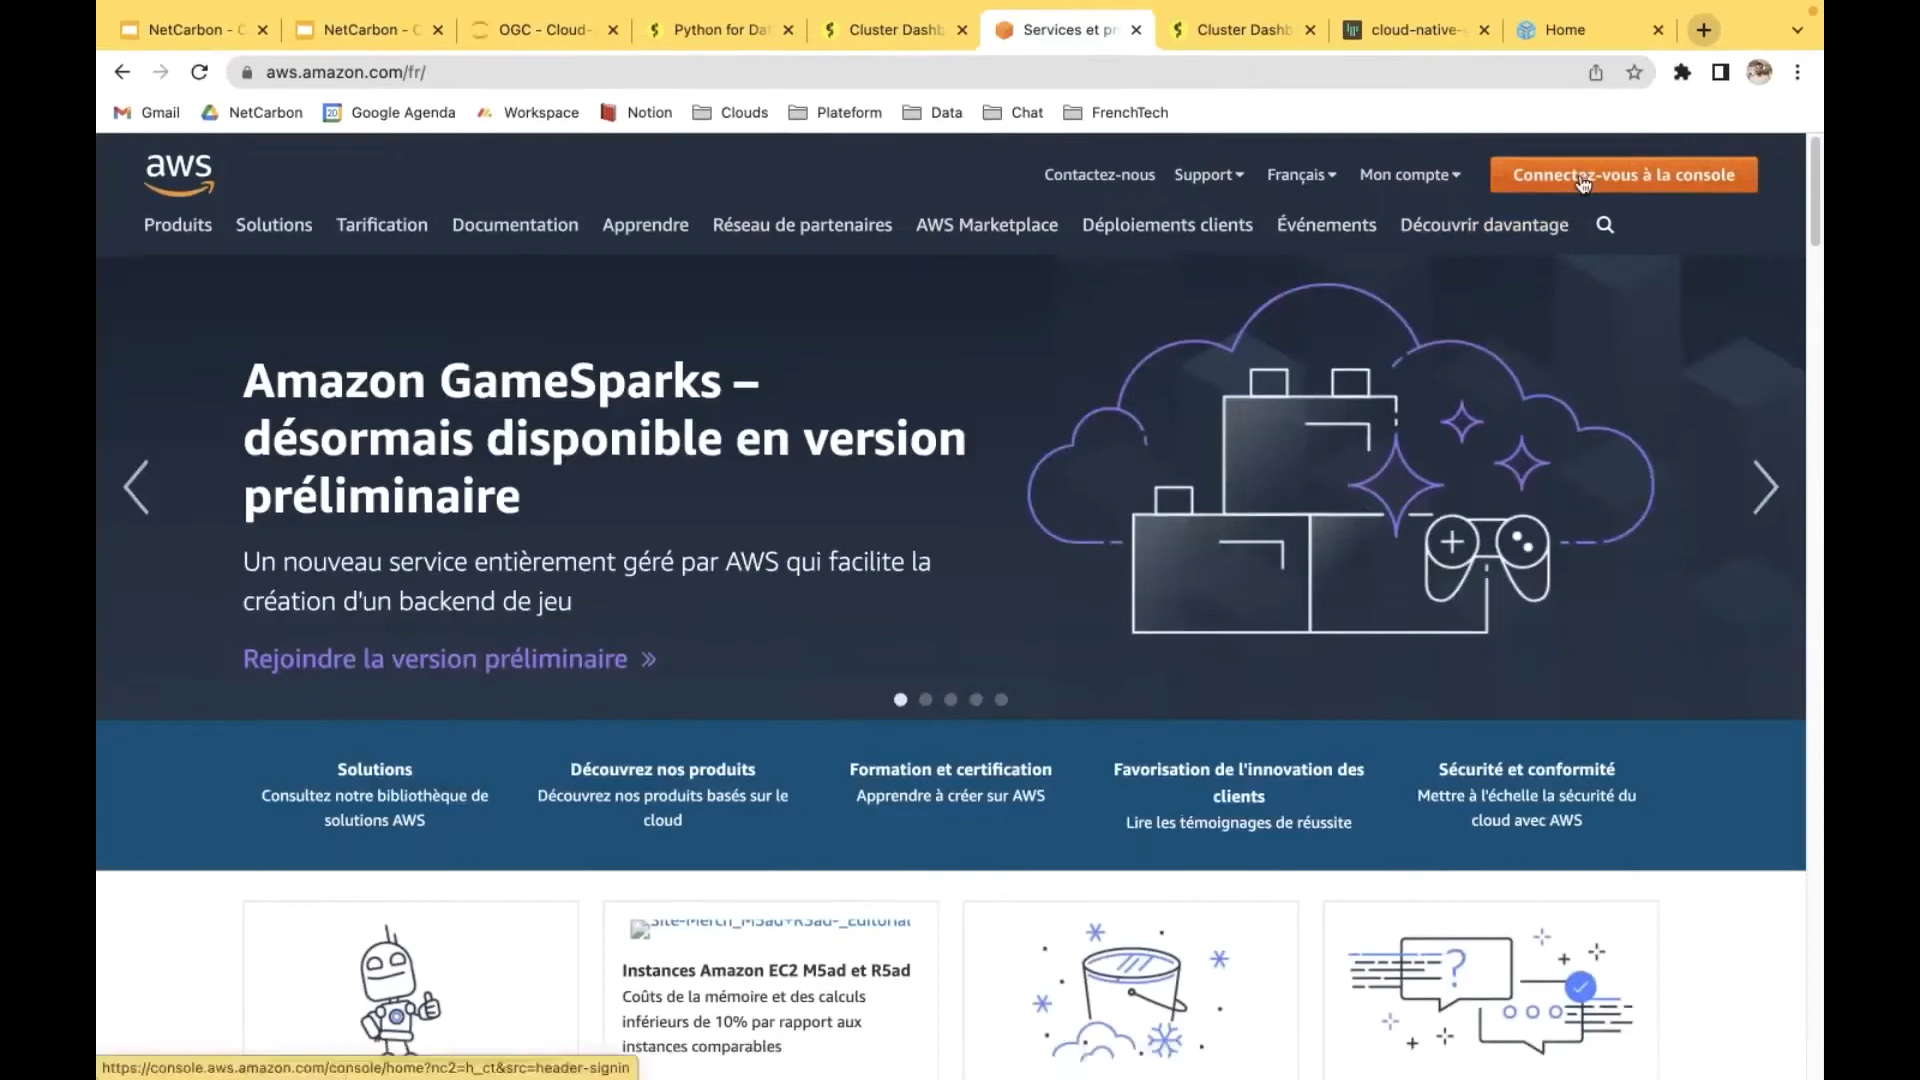 NetCarbon - C
NetCarbon - C
OGC - Cloud-
Python for Dat
Cluster Dashb
Services et pr
Cluster Dashb
cloud-native-
Home
aws.amazon.com/fr/
Gmail
NetCarbon
20
Google Agenda
Workspace
Notion
Clouds
Plateform
Data
Chat
FrenchTech
aws
Contactez-nous
Support
Français
Mon compte
Connectez-vous à la console
Produits
Solutions
Tarification
Documentation
Apprendre
Réseau de partenaires
AWS Marketplace
Déploiements clients
Événements
Découvrir davantage
Amazon GameSparks –
désormais disponible en version
préliminaire
Un nouveau service entièrement géré par AWS qui facilite la
création d'un backend de jeu
Rejoindre la version préliminaire »
Solutions
Consultez notre bibliothèque de
solutions AWS
Découvrez nos produits
Découvrez nos produits basés sur le
cloud
Formation et certification
Apprendre à créer sur AWS
Favorisation de l'innovation des
clients
Lire les témoignages de réussite
Sécurité et conformité
Mettre à l'échelle la sécurité du
cloud avec AWS
Site-Merch_M5ad+R5ad-_Editorial
Instances Amazon EC2 M5ad et R5ad
Coûts de la mémoire et des calculs
inférieurs de 10% par rapport aux
instances comparables
?
https://console.aws.amazon.com/console/home?nc2=h_ct&src=header-signin